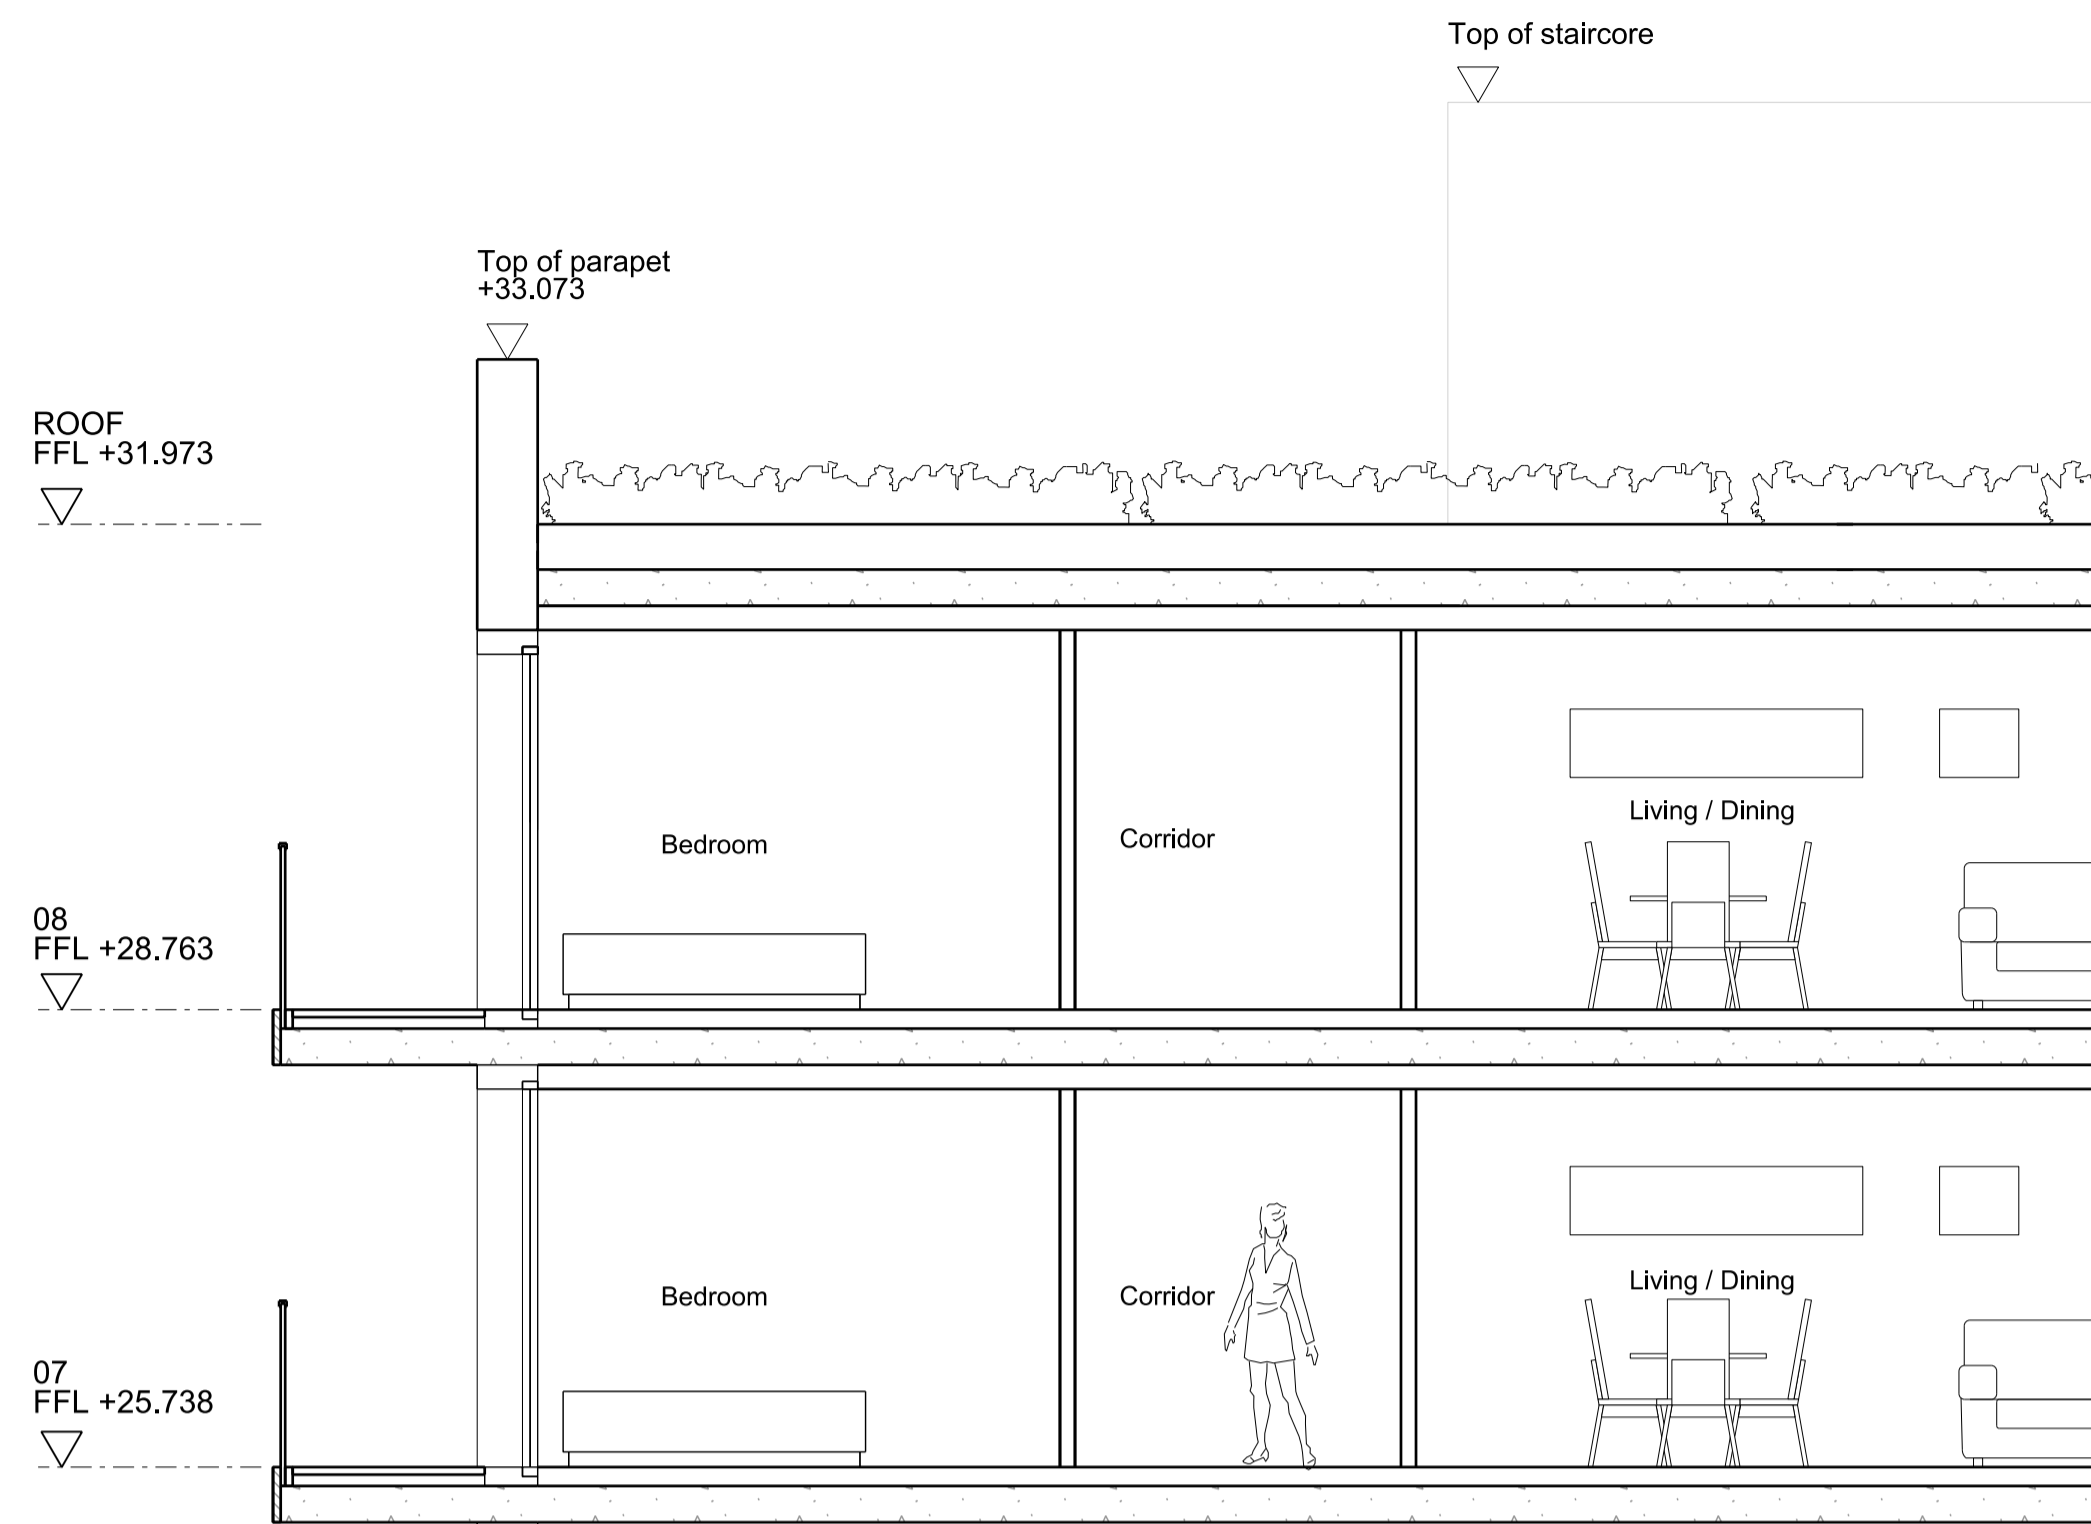 Top of staircore
Top of parapet
+33.073
ROOF
FFL +31.973
Living / Dining
Bedroom
Corridor
08
FFL +28.763
Living / Dining
Bedroom
Corridor
07
FFL +25.738